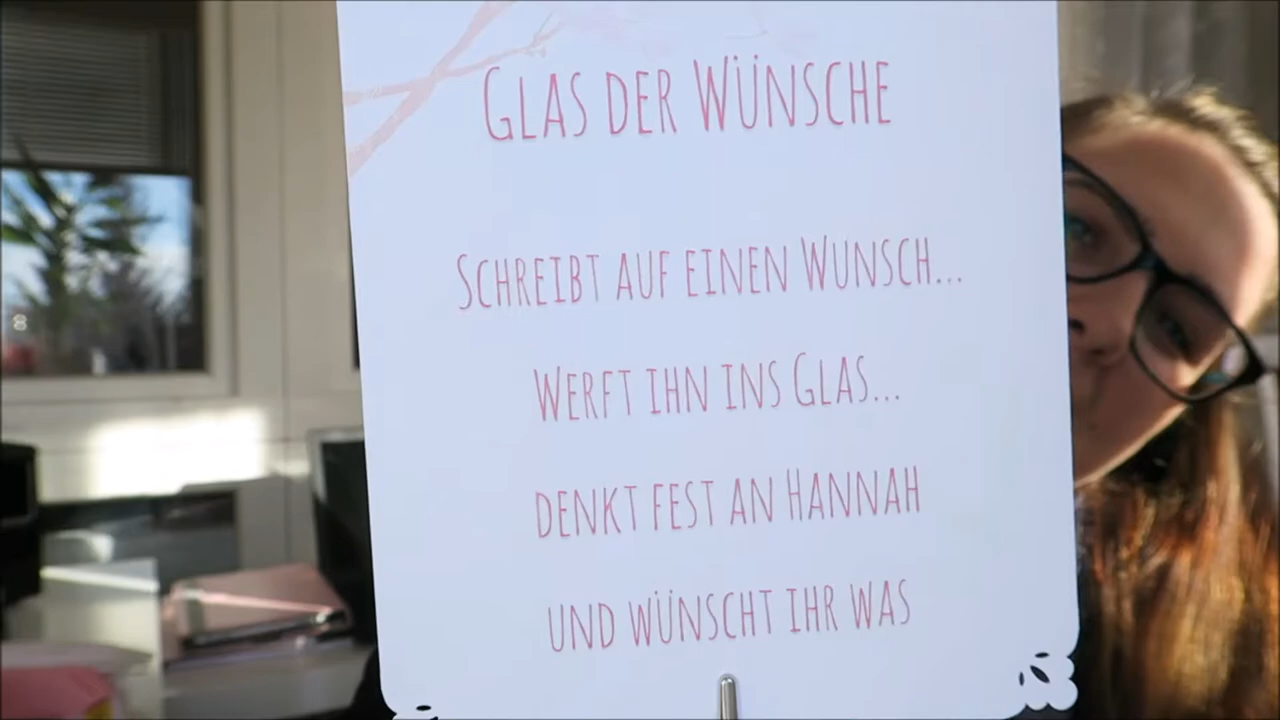 Glas der Wünsche
Schreibt auf einen Wunsch...
Werft ihn ins Glas...
denkt fest an Hannah
und wünscht ihr was